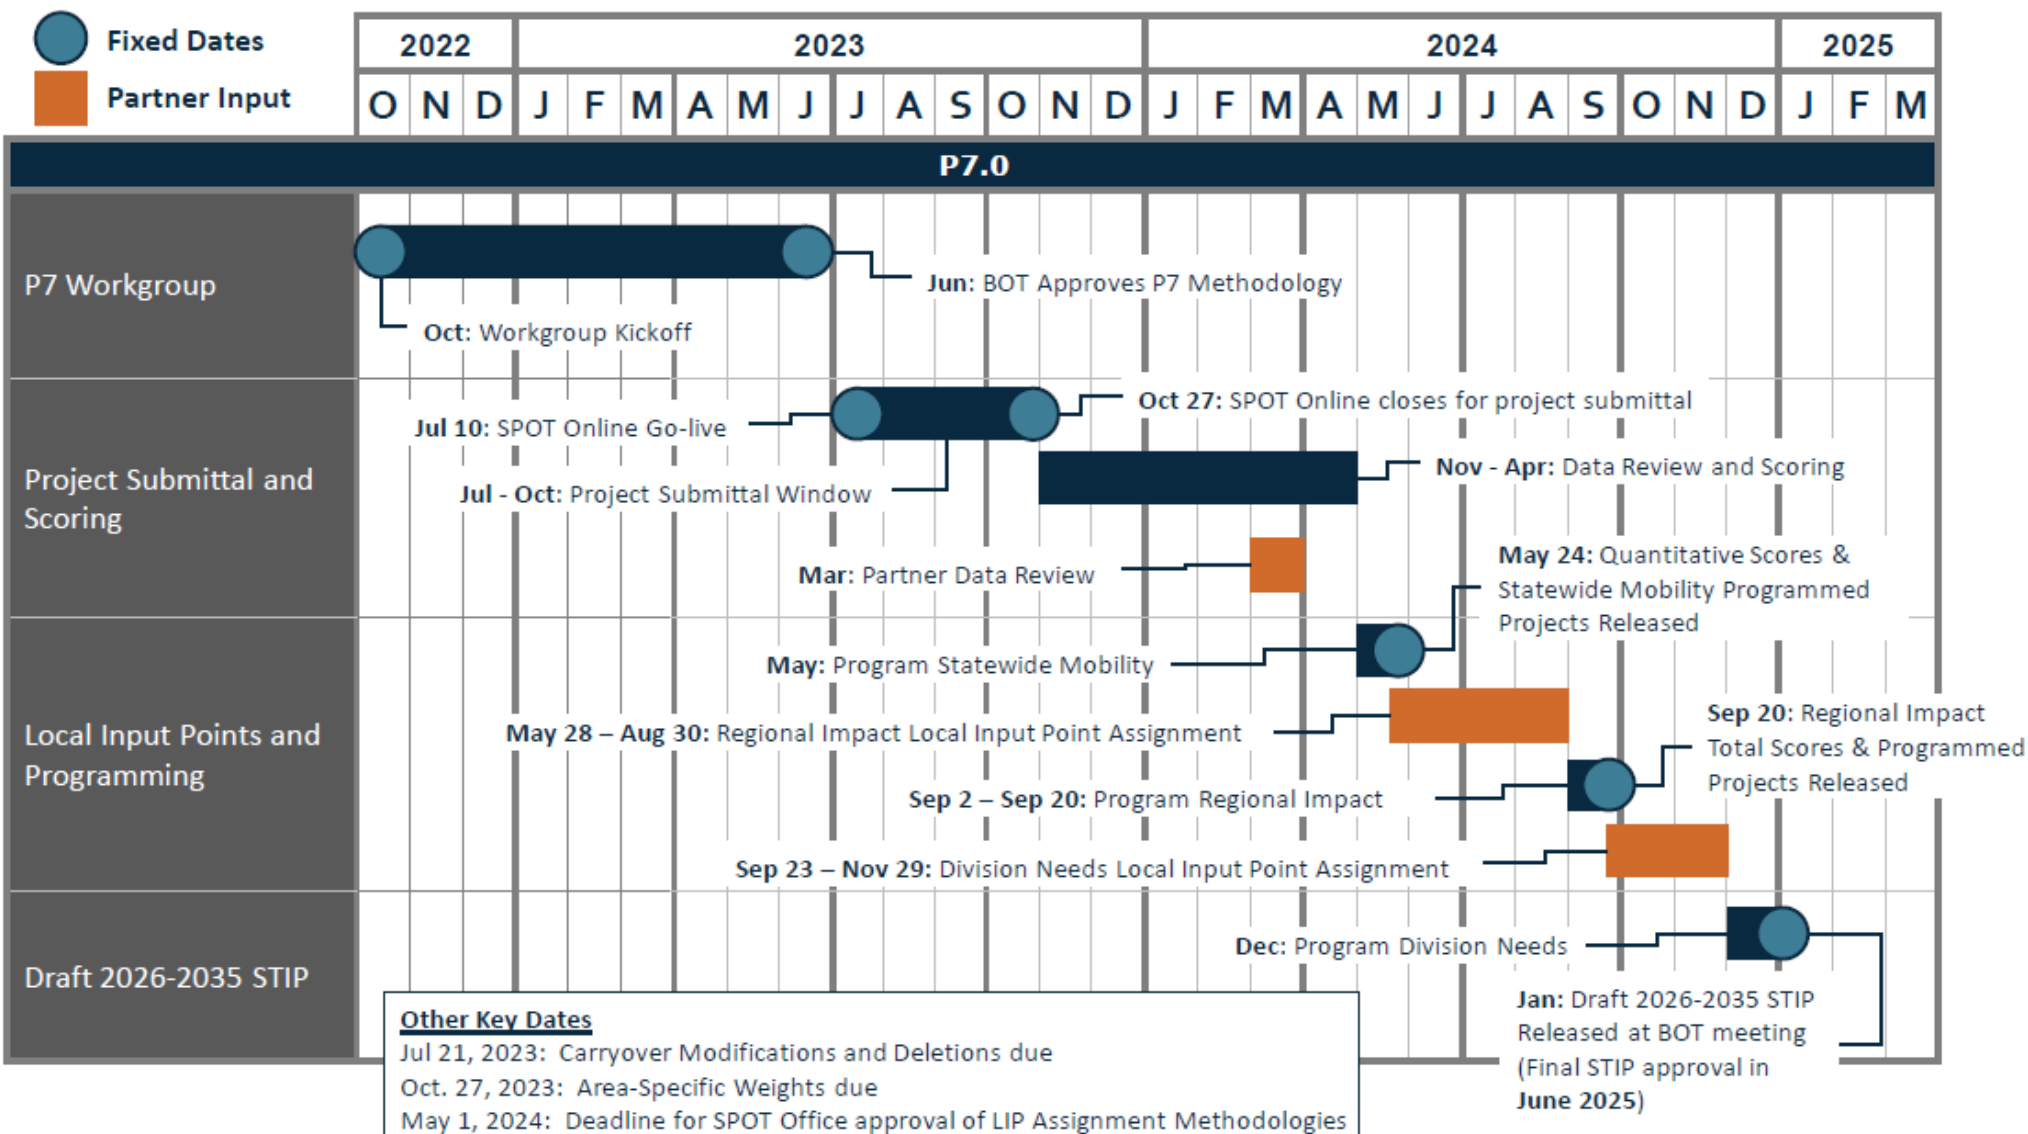 Fixed Dates
Partner Input
2022 2023 2024 2025
O N D J F M A M J J A S O N D J F M A M J J A S O N D J F M
P7.0
P7 Workgroup
Jun: BOT Approves P7 Methodology
Oct: Workgroup Kickoff
Project Submittal and
Scoring
Oct 27: SPOT Online closes for project submittal
Jul 10: SPOT Online Go-live
Nov - Apr: Data Review and Scoring
Jul - Oct: Project Submittal Window
Mar: Partner Data Review
May 24: Quantitative Scores &
Statewide Mobility Programmed
Projects Released
Local Input Points and
Programming
May: Program Statewide Mobility
May 28 – Aug 30: Regional Impact Local Input Point Assignment
Sep 20: Regional Impact
Total Scores & Programmed
Projects Released
Sep 2 – Sep 20: Program Regional Impact
Sep 23 – Nov 29: Division Needs Local Input Point Assignment
Draft 2026-2035 STIP
Dec: Program Division Needs
Jan: Draft 2026-2035 STIP
Released at BOT meeting
(Final STIP approval in
June 2025)
Other Key Dates
Jul 21, 2023: Carryover Modifications and Deletions due
Oct. 27, 2023: Area-Specific Weights due
May 1, 2024: Deadline for SPOT Office approval of LIP Assignment Methodologies